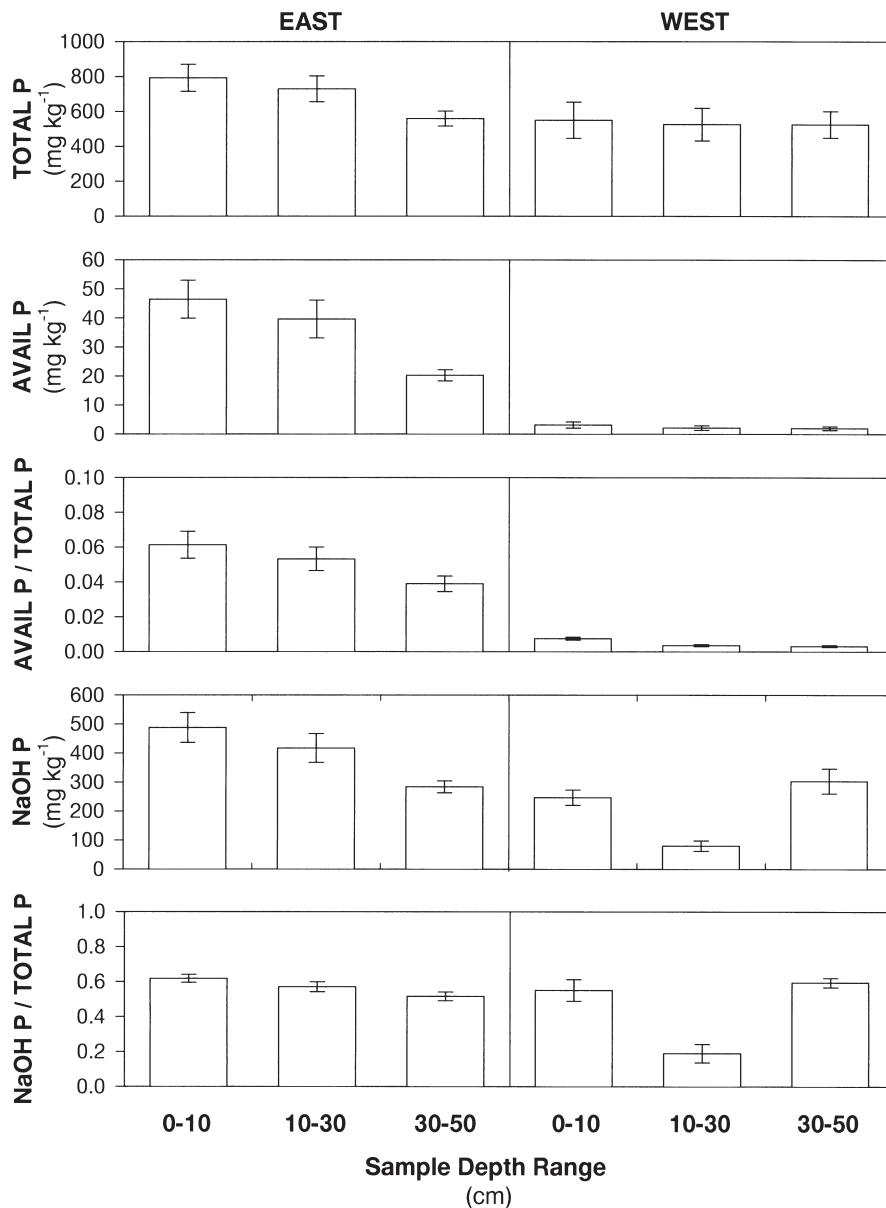 EAST
WEST
TOTAL P
(mg kg-1)
1000
800
600
400
200
0
AVAIL P
(mg kg-1)
60
50
40
30
20
10
0
AVAIL P / TOTAL P
0.10
0.08
0.06
0.04
0.02
0.00
NaOH P
(mg kg-1)
600
500
400
300
200
100
0
NaOH P / TOTAL P
1.0
0.8
0.6
0.4
0.2
0.0
0-10 10-30 30-50 0-10 10-30 30-50
Sample Depth Range
(cm)